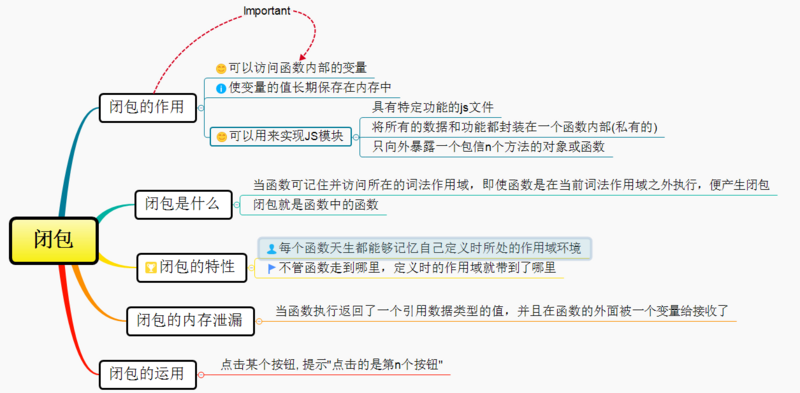 Important
可以访问函数内部的变量
使变量的值长期保存在内存中
闭包的作用
具有特定功能的js文件
可以用来实现JS模块
将所有的数据和功能都封装在一个函数内部(私有的)
只向外暴露一个包信n个方法的对象或函数
当函数可记住并访问所在的词法作用域，即使函数是在当前词法作用域之外执行，便产生闭包
闭包是什么
闭包就是函数中的函数
闭包
每个函数天生都能够记忆自己定义时所处的作用域环境
闭包的特性
不管函数走到哪里，定义时的作用域就带到了哪里
当函数执行返回了一个引用数据类型的值，并且在函数的外面被一个变量给接收了
闭包的内存泄漏
点击某个按钮,提示"点击的是第n个按钮"
闭包的运用